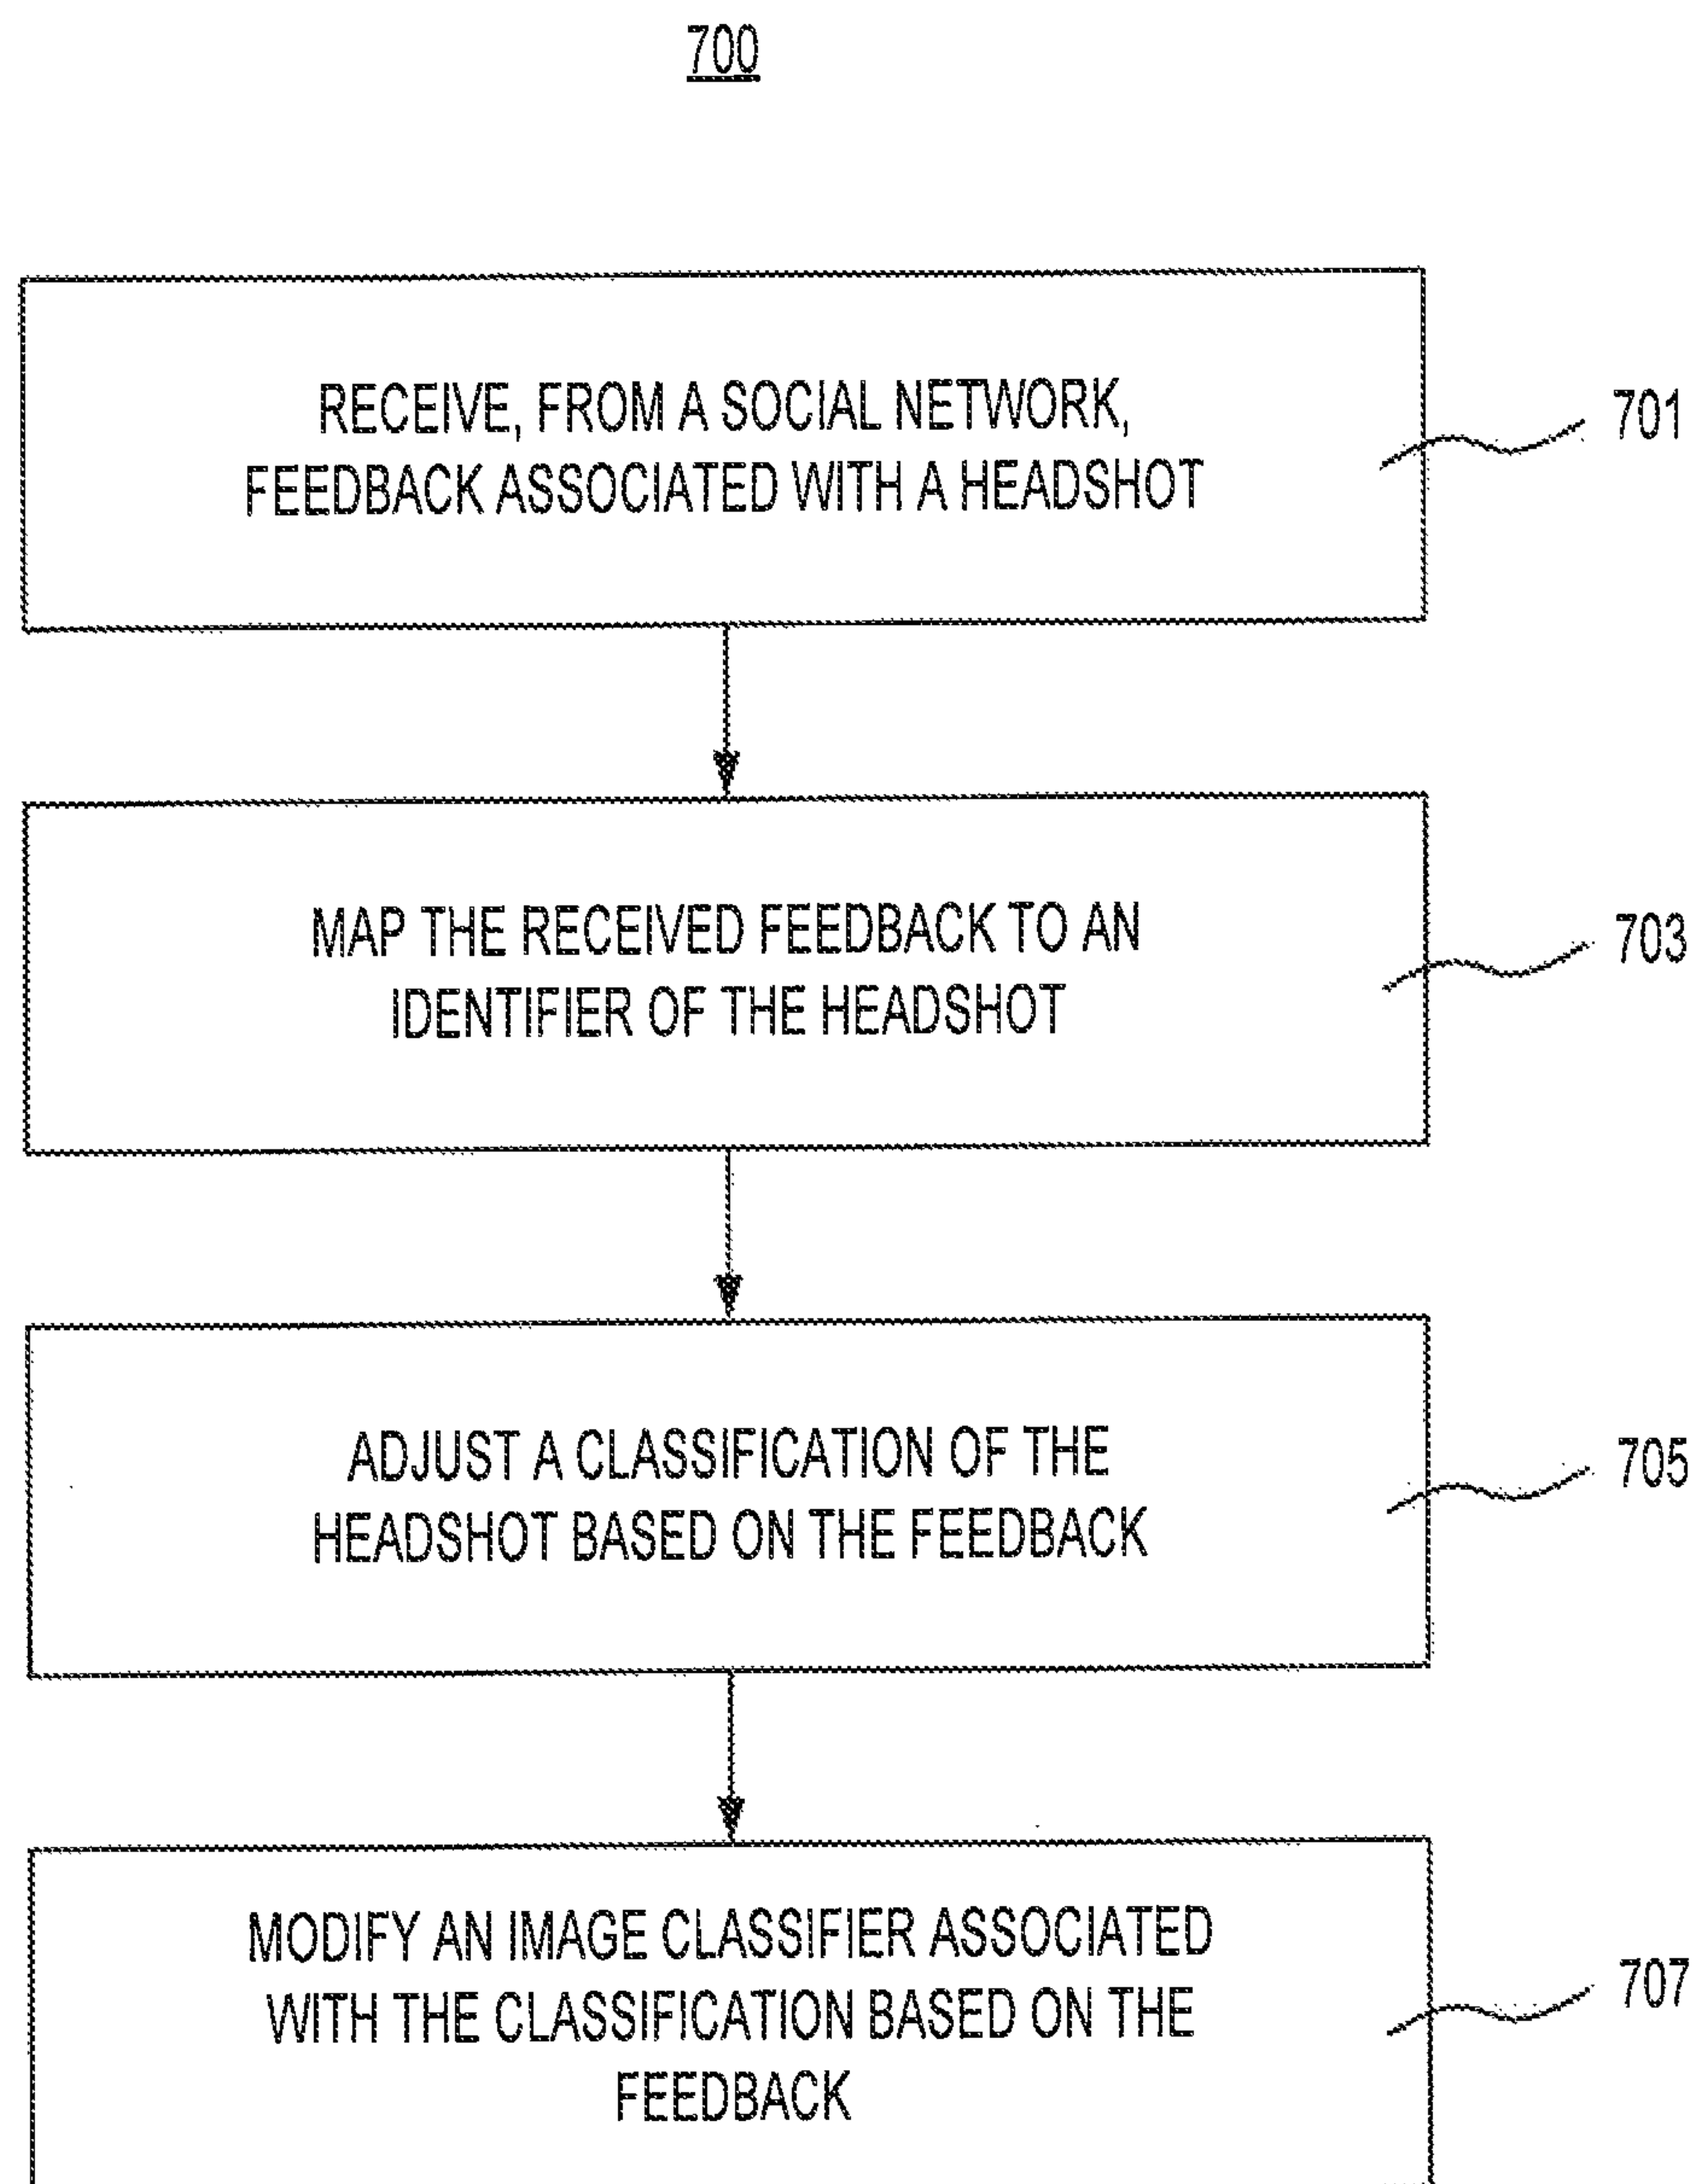 700
RECEIVE, FROM A SOCIAL NETWORK,
FEEDBACK ASSOCIATED WITH A HEADSHOT
701
MAP THE RECEIVED FEEDBACK TO AN
IDENTIFIER OF THE HEADSHOT
703
ADJUST A CLASSIFICATION OF THE
HEADSHOT BASED ON THE FEEDBACK
705
MODIFY AN IMAGE CLASSIFIER ASSOCIATED
WITH THE CLASSIFICATION BASED ON THE
FEEDBACK
707